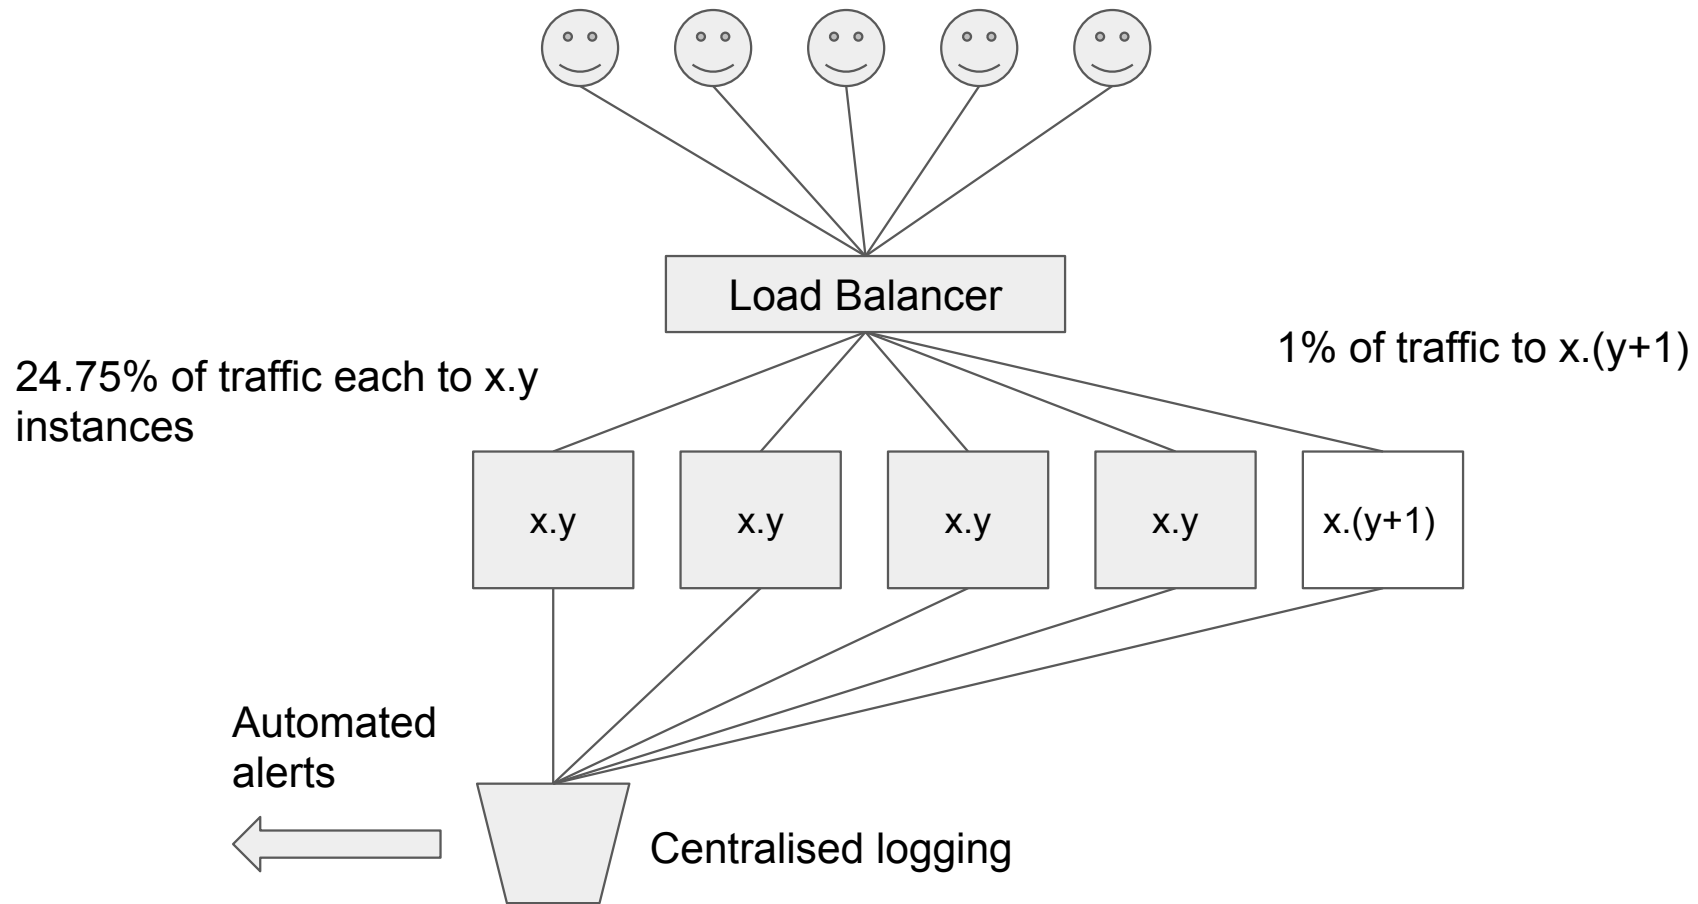 Load Balancer
24.75% of traffic each to x.y
instances
1% of traffic to x.(y+1)
x.y
x.y
x.y
x.y
x.(y+1)
Automated
alerts
Centralised logging